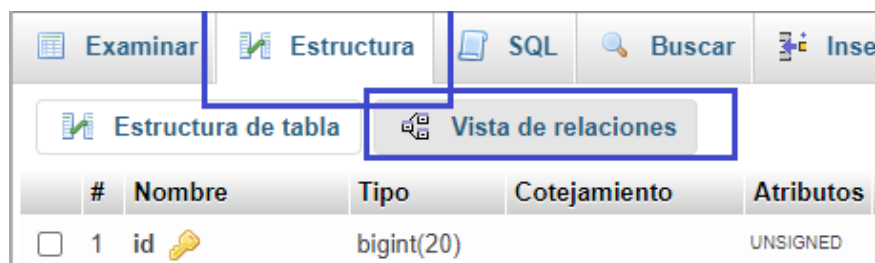 Examinar Estructura SQL Buscar Inse
Estructura de tabla Vista de relaciones
# Nombre Tipo Cotejamiento Atributos
1 id bigint(20) UNSIGNED